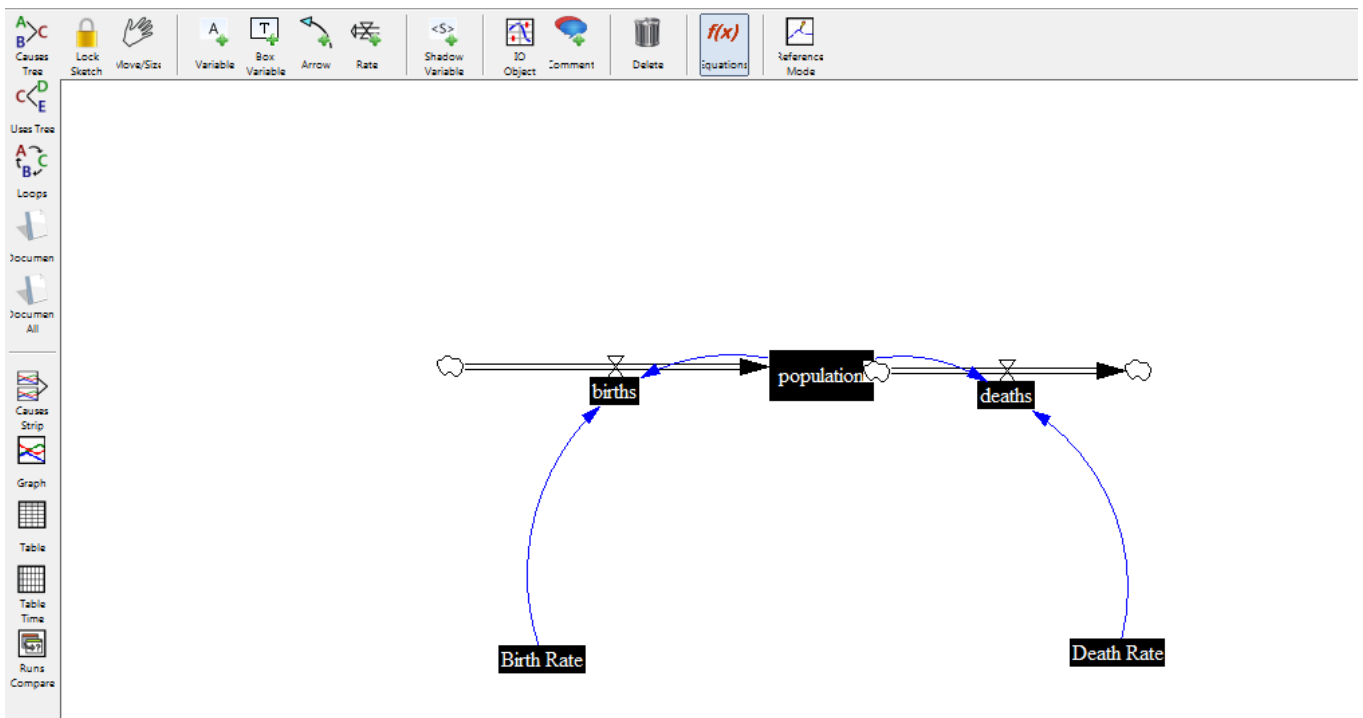 A
B
C
Causes
Tree
Lock
Sketch
Move/Size
A
Variable
T
Box
Variable
Arrow
Rate
<S>
Shadow
Variable
IO
Object
Comment
Delete
f(x)
Equations
Reference
Mode
C
D
E
Uses Tree
A
B
C
Loops
Documen
Documen
All
Causes
Strip
Graph
Table
Table
Time
Runs
Compare
births
population
deaths
Birth Rate
Death Rate